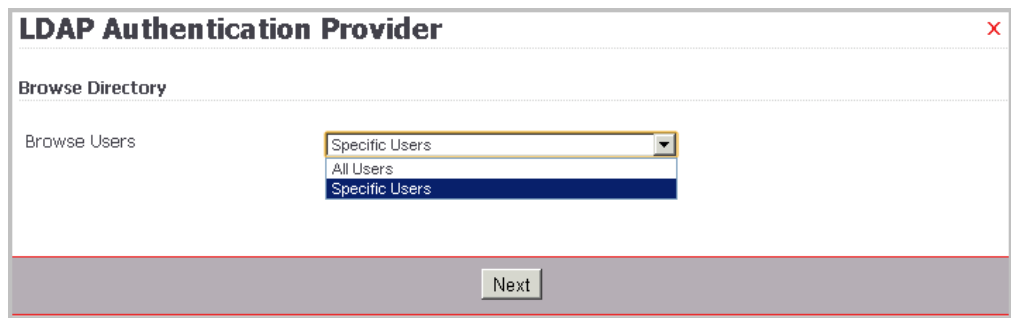 LDAP Authentication Provider
Browse Directory
Browse Users
Specific Users
All Users
Specific Users
Next